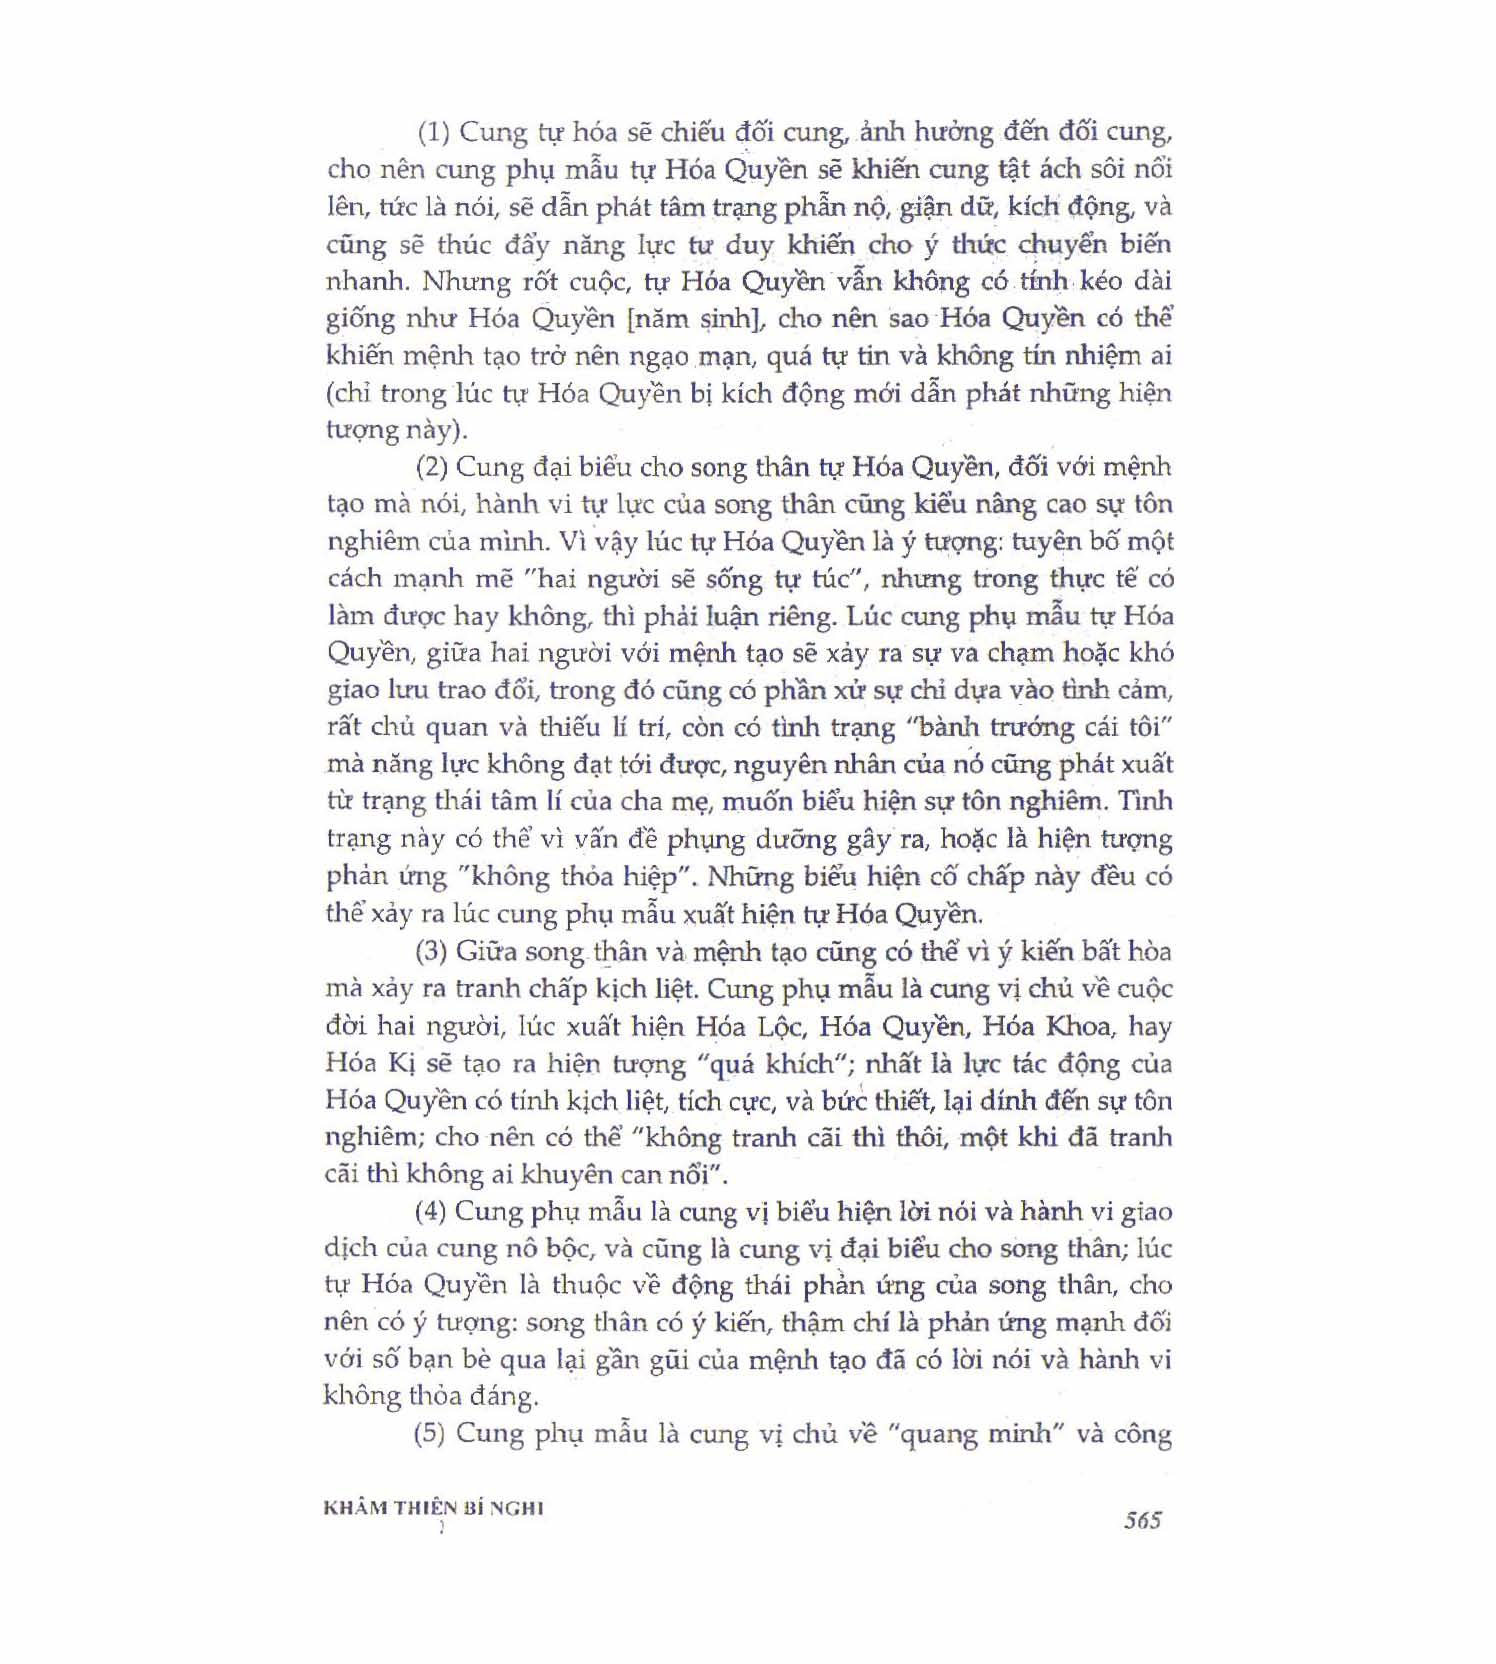 (1) Cung tự hóa sẽ chiếu đối cung, ảnh hưởng đến đối cung,
cho nên cung phụ mẫu tự Hóa Quyền sẽ khiến cung tật ách sôi nổi
lên, tức là nói, sẽ dẫn phát tâm trạng phẫn nộ, giận dữ, kích động, và
cũng sẽ thúc đẩy năng lực tư duy khiến cho ý thức chuyển biến
nhanh. Nhưng rốt cuộc, tự Hóa Quyền vẫn không có tính kéo dài
giống như Hóa Quyền [năm sinh], cho nên sao Hóa Quyền có thể
khiến mệnh tạo trở nên ngạo mạn, quá tự tin và không tín nhiệm ai
(chỉ trong lúc tự Hóa Quyền bị kích động mới dẫn phát những hiện
tượng này).
(2) Cung đại biểu cho song thân tự Hóa Quyền, đối với mệnh
tạo mà nói, hành vi tự lực của song thân cũng kiểu nâng cao sự tôn
nghiêm của mình. Vì vậy lúc tự Hóa Quyền là ý tượng: tuyên bố một
cách mạnh mẽ "hai người sẽ sống tự túc", nhưng trong thực tế có
làm được hay không, thì phải luận riêng. Lúc cung phụ mẫu tự Hóa
Quyền, giữa hai người với mệnh tạo sẽ xảy ra sự va chạm hoặc khó
giao lưu trao đổi, trong đó cũng có phần xử sự chỉ dựa vào tình cảm,
rất chủ quan và thiếu lí trí, còn có tình trạng "bành trướng cái tôi"
mà năng lực không đạt tới được, nguyên nhân của nó cũng phát xuất
từ trạng thái tâm lí của cha mẹ, muốn biểu hiện sự tôn nghiêm. Tình
trạng này có thể vì vấn đề phụng dưỡng gây ra, hoặc là hiện tượng
phản ứng "không thỏa hiệp". Những biểu hiện cố chấp này đều có
thể xảy ra lúc cung phụ mẫu xuất hiện tự Hóa Quyền.
(3) Giữa song thân và mệnh tạo cũng có thể vì ý kiến bất hòa
mà xảy ra tranh chấp kịch liệt. Cung phụ mẫu là cung vị chủ về cuộc
đời hai người, lúc xuất hiện Hóa Lộc, Hóa Quyền, Hóa Khoa, hay
Hóa Kị sẽ tạo ra hiện tượng "quá khích"; nhất là lực tác động của
Hóa Quyền có tính kịch liệt, tích cực, và bức thiết, lại dính đến sự tôn
nghiêm; cho nên có thể "không tranh cãi thì thôi, một khi đã tranh
cãi thì không ai khuyên can nổi".
(4) Cung phụ mẫu là cung vị biểu hiện lời nói và hành vi giao
dịch của cung nô bộc, và cũng là cung vị đại biểu cho song thân; lúc
tự Hóa Quyền là thuộc về động thái phản ứng của song thân, cho
nên có ý tượng: song thân có ý kiến, thậm chí là phản ứng mạnh đối
với số bạn bè qua lại gần gũi của mệnh tạo đã có lời nói và hành vi
không thỏa đáng.
(5) Cung phụ mẫu là cung vị chủ về "quang minh" và công
KHÂM THIÊN BÍ NGHI
565